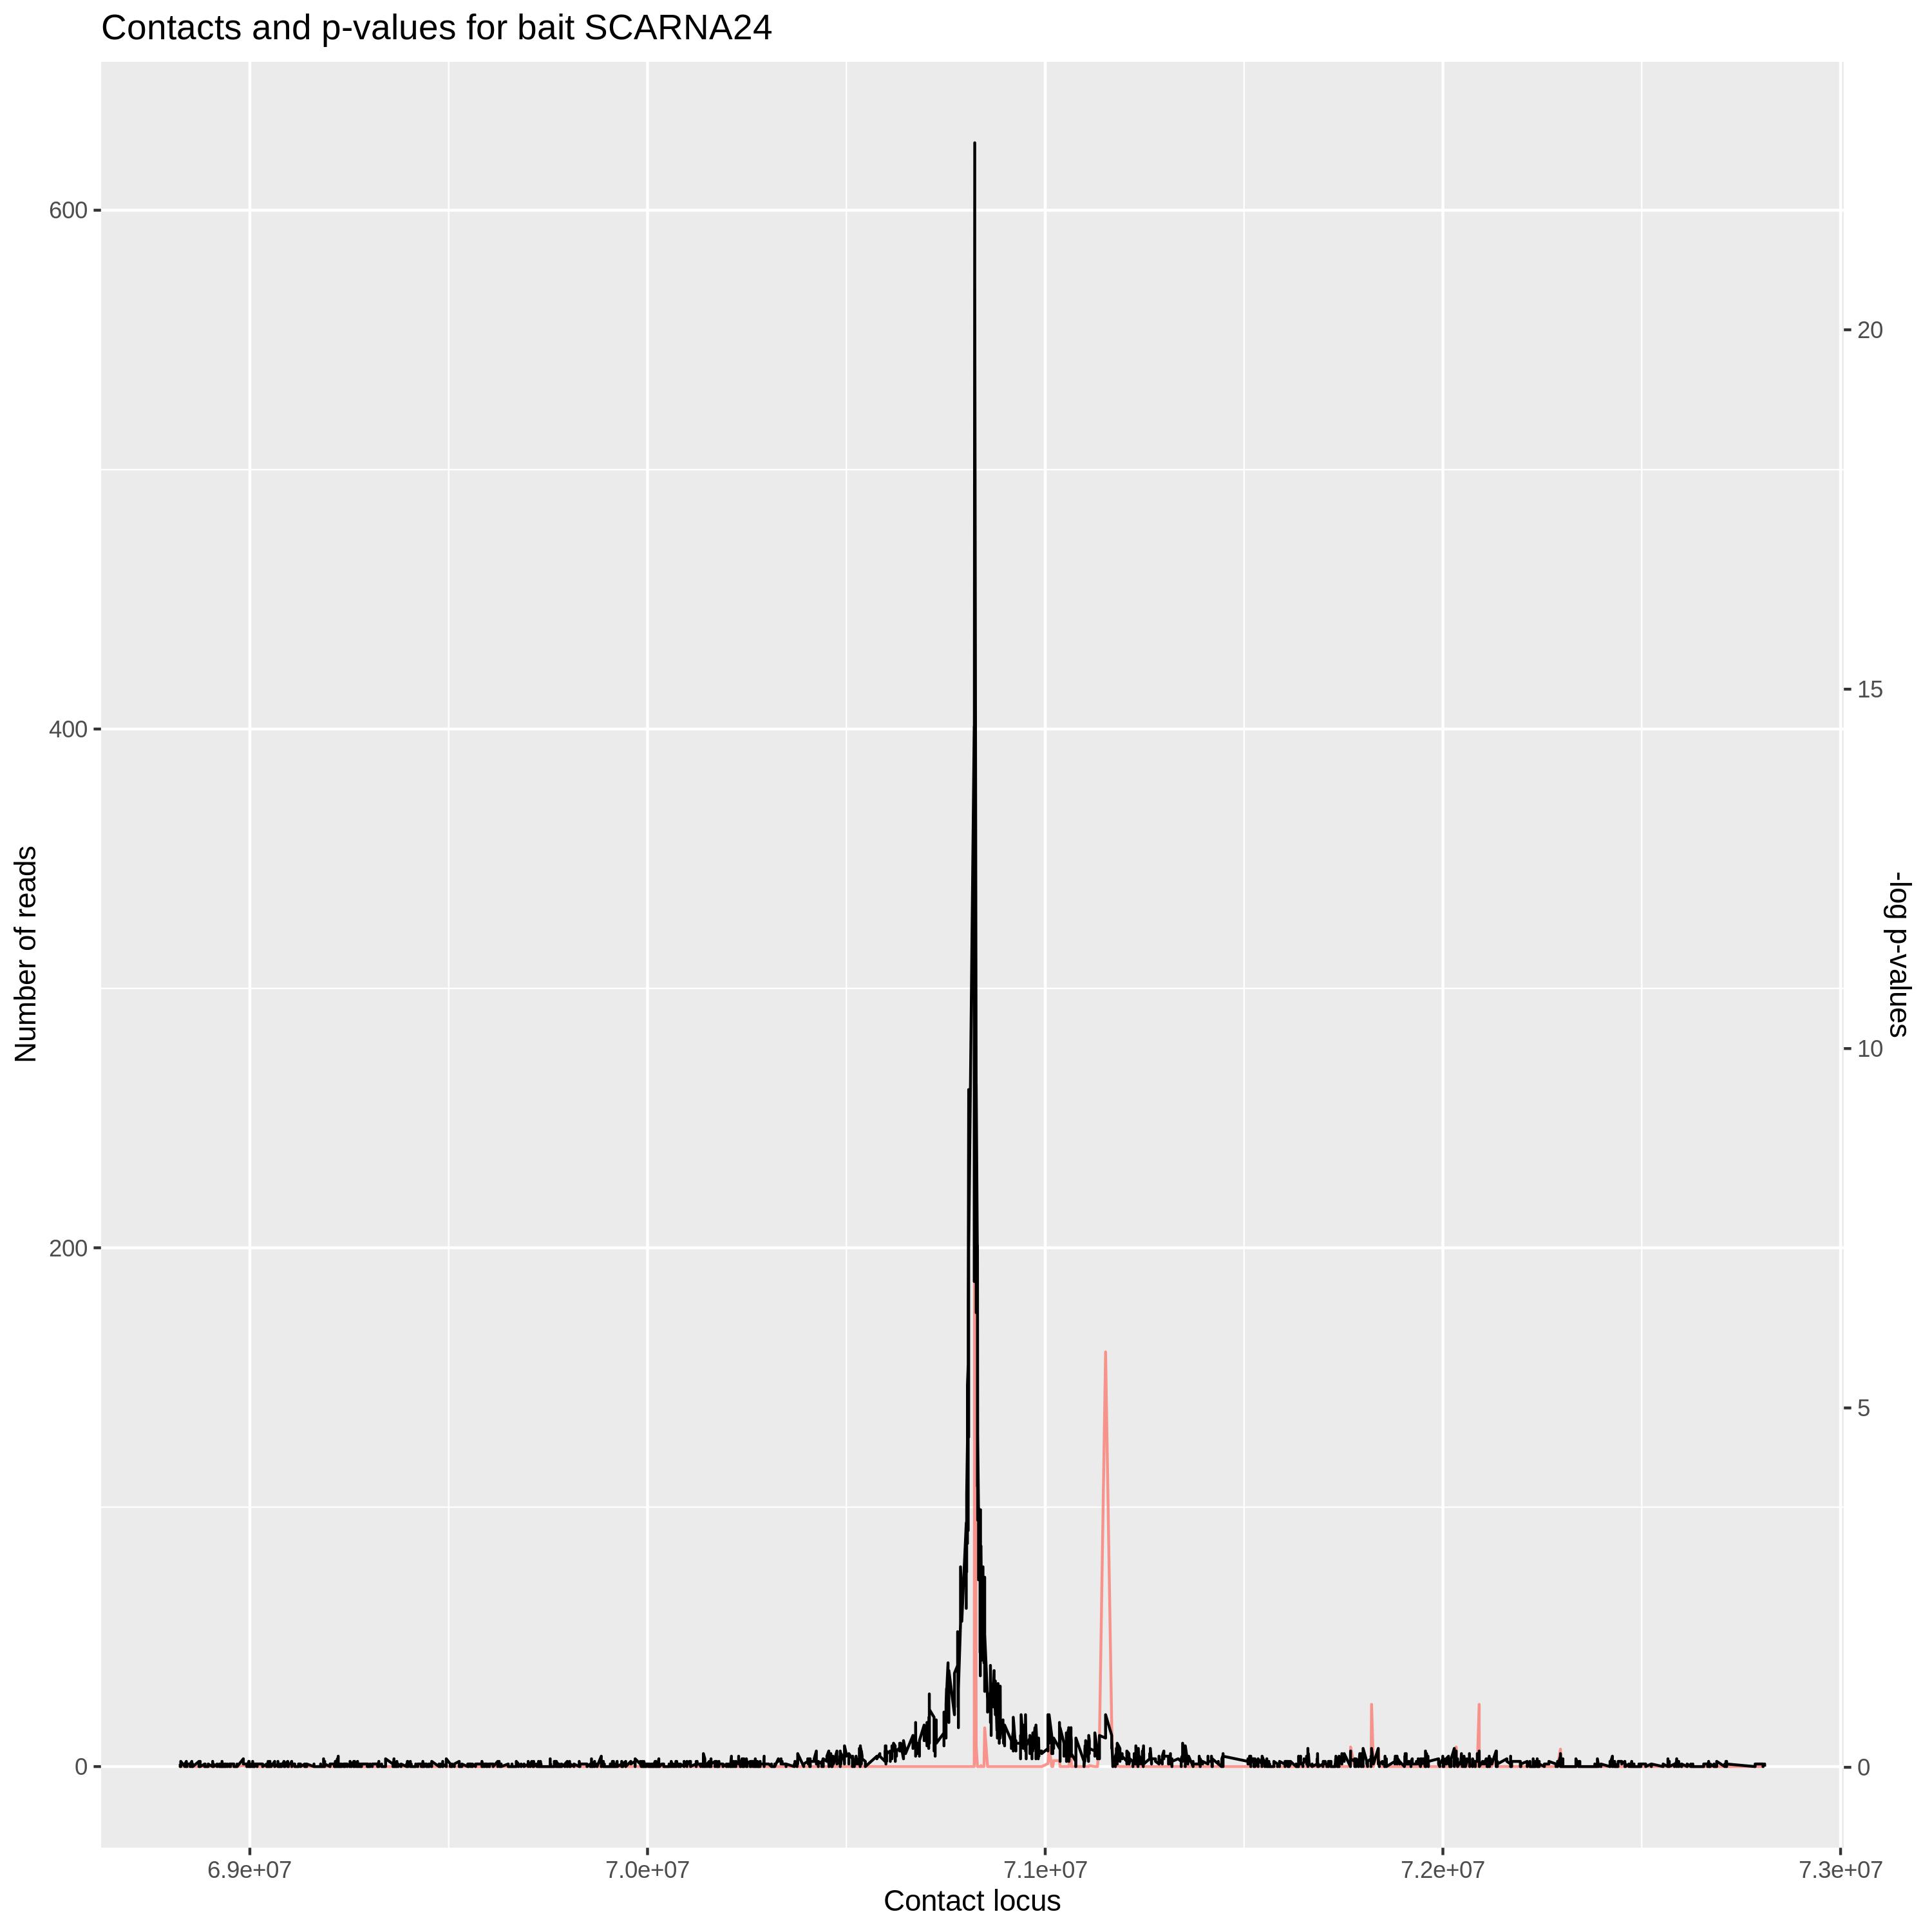 Contacts and p-values for bait SCARNA24
Number of reads
600
400
200
0
20
15
10
5
0
-log p-values
6.9e+07
7.0e+07
7.1e+07
7.2e+07
7.3e+07
Contact locus